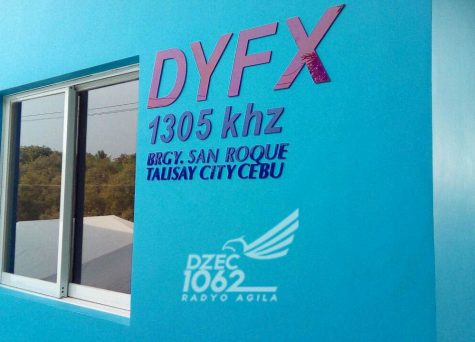 DYFX
1305 khz
BRGY. SAN ROQUE
TALISAY CITY CEBU
DZEC
1062
RADYO AGILA